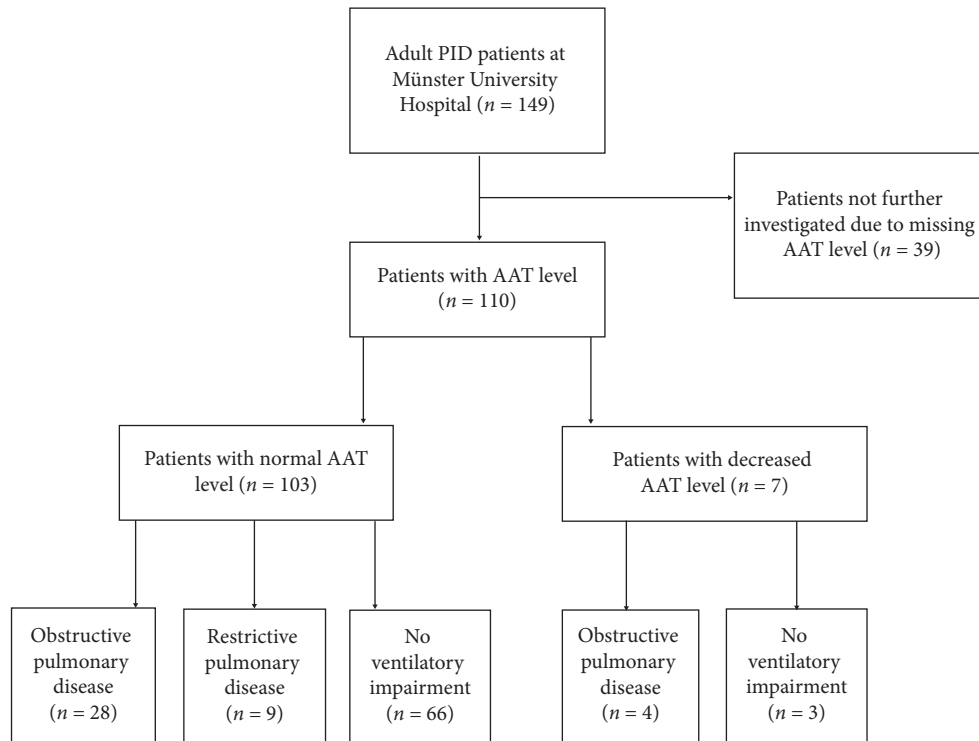 Adult PID patients at
Münster University
Hospital (n = 149)
Patients not further
investigated due to missing
AAT level (n = 39)
Patients with AAT level
(n = 110)
Patients with normal AAT
level (n = 103)
Patients with decreased
AAT level (n = 7)
Obstructive
pulmonary
disease
(n = 28)
Restrictive
pulmonary
disease
(n = 9)
No
ventilatory
impairment
(n = 66)
Obstructive
pulmonary
disease
(n = 4)
No
ventilatory
impairment
(n = 3)